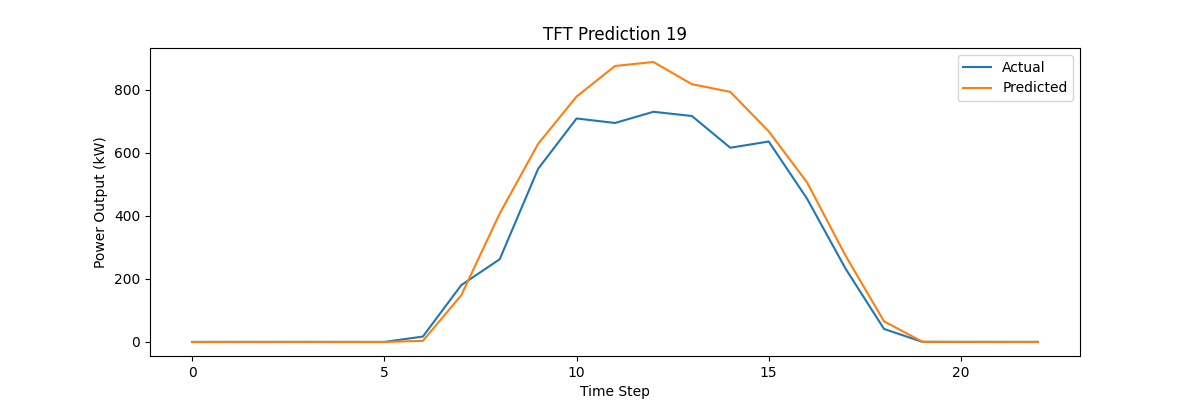 TFT Prediction 19
Actual
Predicted
Power Output (kW)
800
600
400
200
0
0 5 10 15 20
Time Step